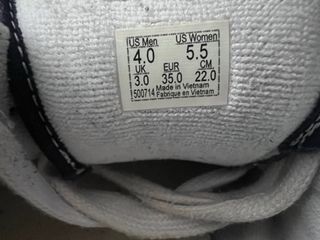 US Men US Women
4.0 5.5
UK EUR CM
3.0 35.0 22.0
500714 Made in Vietnam
Fabriqué en Vietnam